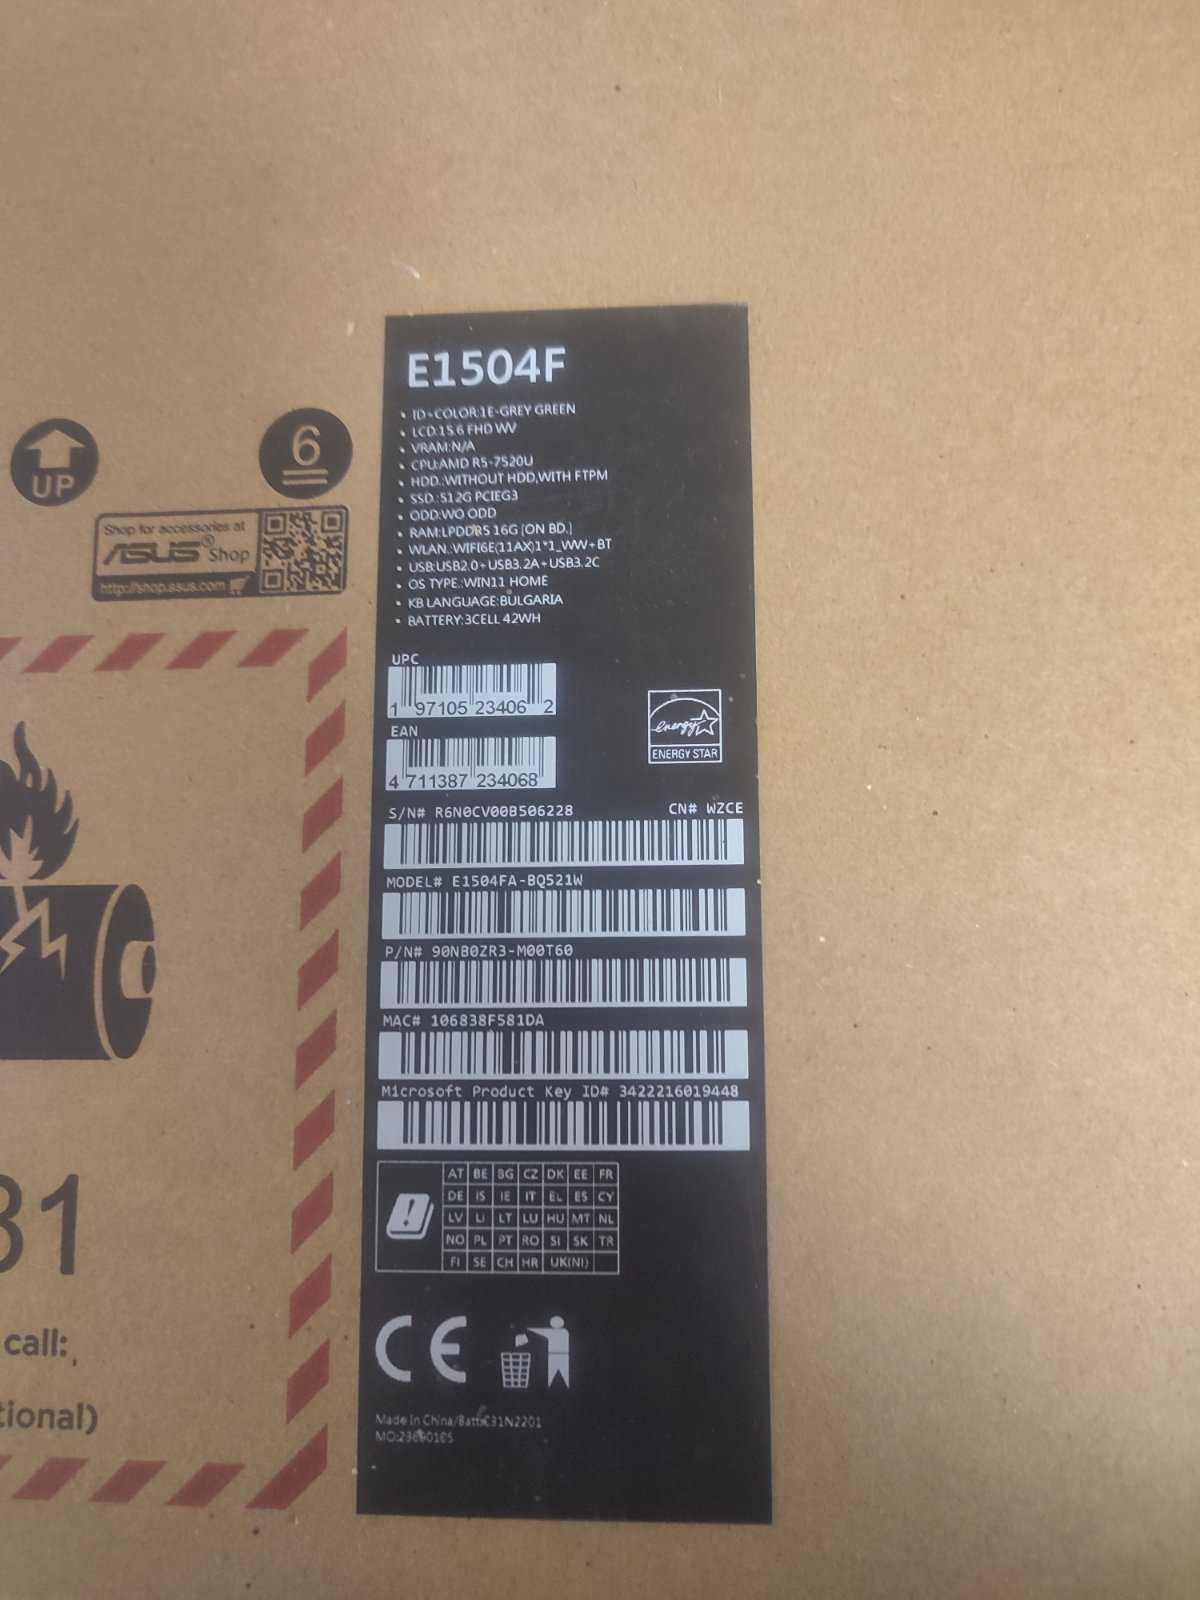 E1504F
• ID-COLOR:1E-GREY GREEN
• LCD:15.6 FHD WV
• VRAM:N/A
• CPU:AMD R5-7520U
• HDD.:WITHOUT HDD,WITH FTPM
• SSD.:512G PCIEG3
• ODD:WO ODD
• RAM:LPDDR5 16G [ON BD.]
• WLAN.:WIFI6E(11AX)1*1_WW+BT
• USB:USB2.0+USB3.2A+USB3.2C
• OS TYPE.:WIN11 HOME
• KB LANGUAGE:BULGARIA
• BATTERY:3CELL 42WH
UP
6
Shop for accessories at
ASUS® Shop
http://shop.asus.com
UPC
1 97105 23406 2
EAN
4 711387 234068
ENERGY STAR
S/N# R6N0CV00B506228 CN# WZCE
MODEL# E1504FA-BQ521W
P/N# 90NB0ZR3-M00T60
MAC# 106838F581DA
Microsoft Product Key ID# 3422216019448
AT BE BG CZ DK EE FR
DE IS IE IT EL ES CY
LV LI LT LU HU MT NL
NO PL PT RO SI SK TR
FI SE CH HR UK(NI)
CE
Made in China/Batt:C31N2201
31
call:
tional)